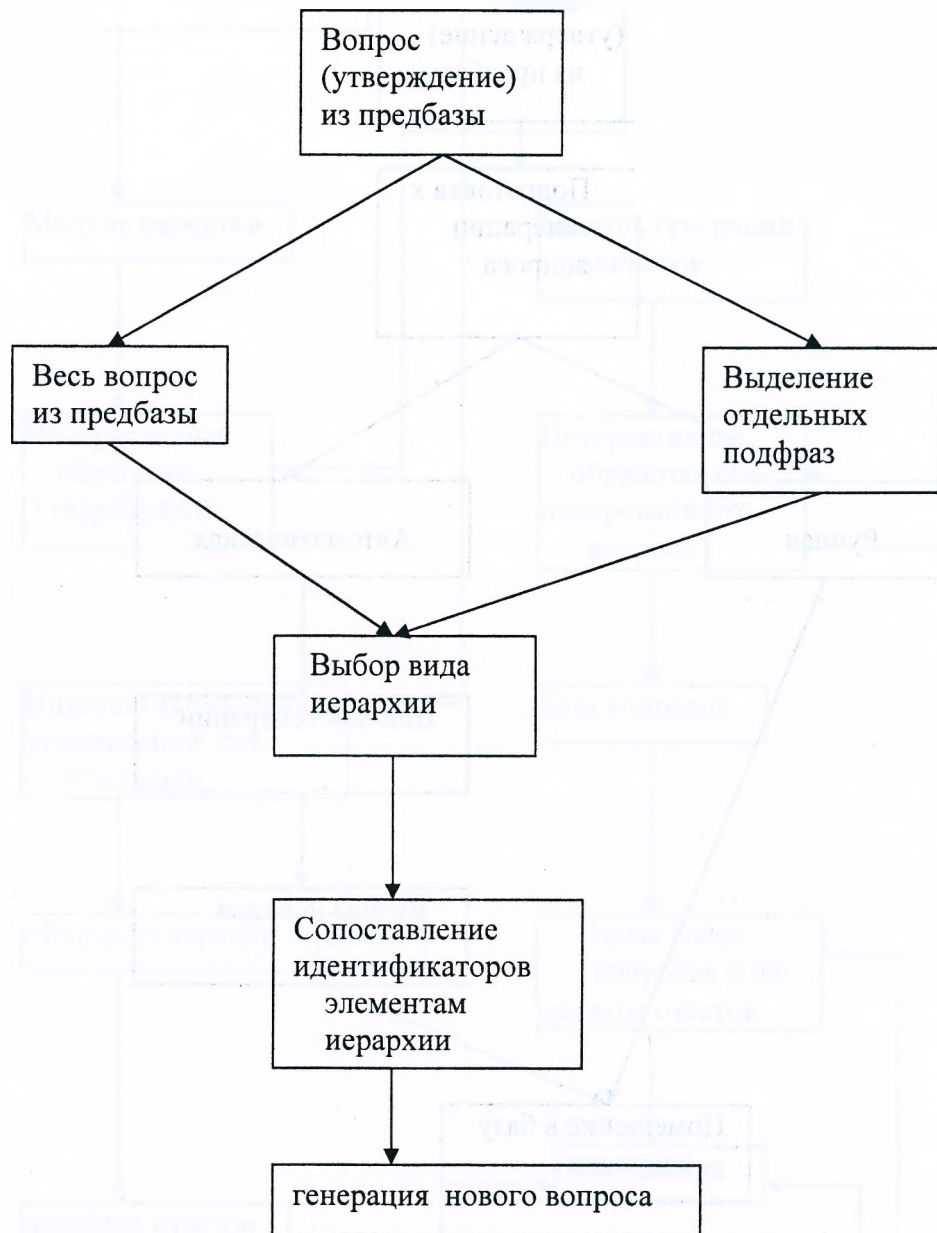 Вопрос
(утверждение)
из предбазы
Весь вопрос
из предбазы
Выделение
отдельных
подфраз
Выбор вида
иерархии
Сопоставление
идентификаторов
элементам
иерархии
генерация нового вопроса